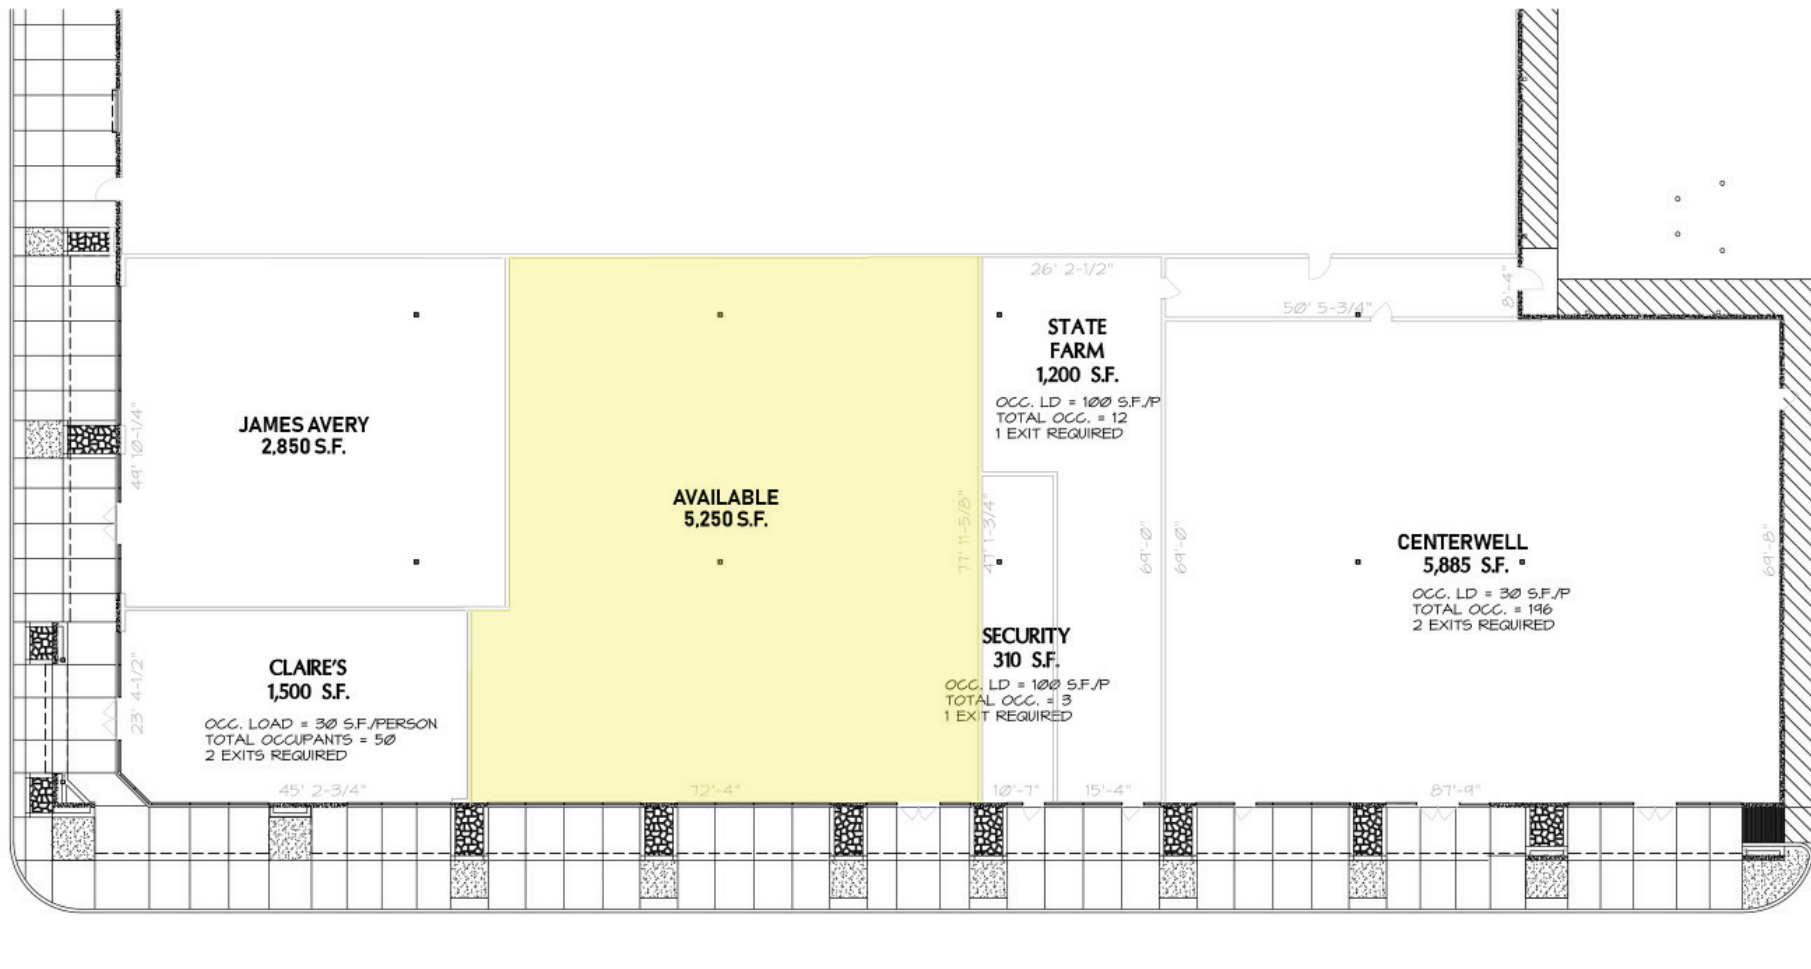 26' 2-1/2"
50' 5-3/4"
8'-4"
STATE
FARM
1,200 S.F.
OCC. LD = 100 S.F./P
TOTAL OCC. = 12
1 EXIT REQUIRED
JAMES AVERY
2,850 S.F.
49' 10-1/4"
AVAILABLE
5,250 S.F.
77' 11-5/8"
47' 1-3/4"
69'-0"
69'-0"
CENTERWELL
5,885 S.F.
OCC. LD = 30 S.F./P
TOTAL OCC. = 196
2 EXITS REQUIRED
69'-8"
SECURITY
310 S.F.
OCC. LD = 100 S.F./P
TOTAL OCC. = 3
1 EXIT REQUIRED
CLAIRE'S
1,500 S.F.
OCC. LOAD = 30 S.F./PERSON
TOTAL OCCUPANTS = 50
2 EXITS REQUIRED
23' 4-1/2"
45' 2-3/4"
72'-4"
10'-7"
15'-4"
87'-9"